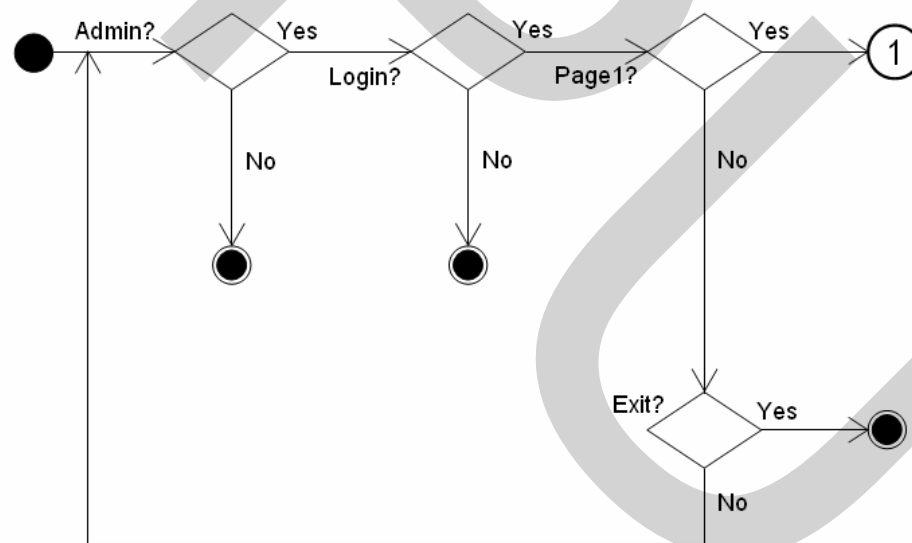 Admin?
Yes
Login?
Yes
Page1?
Yes
1
No
No
No
Exit?
Yes
No